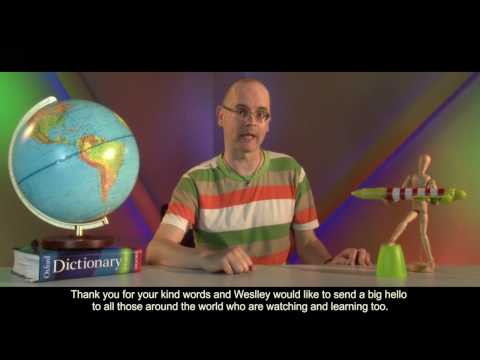 Oxford
Dictionary
Thank you for your kind words and Weslley would like to send a big hello
to all those around the world who are watching and learning too.